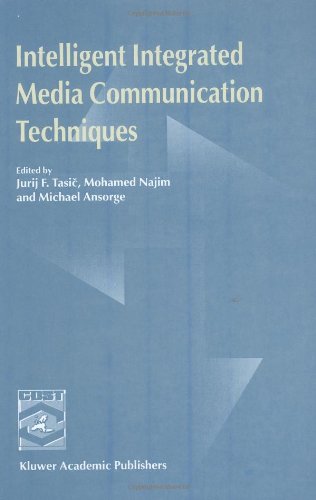 Intelligent Integrated
Media Communication
Techniques
Edited by
Jurij F. Tasič, Mohamed Najim
and Michael Ansorge
COST
Kluwer Academic Publishers